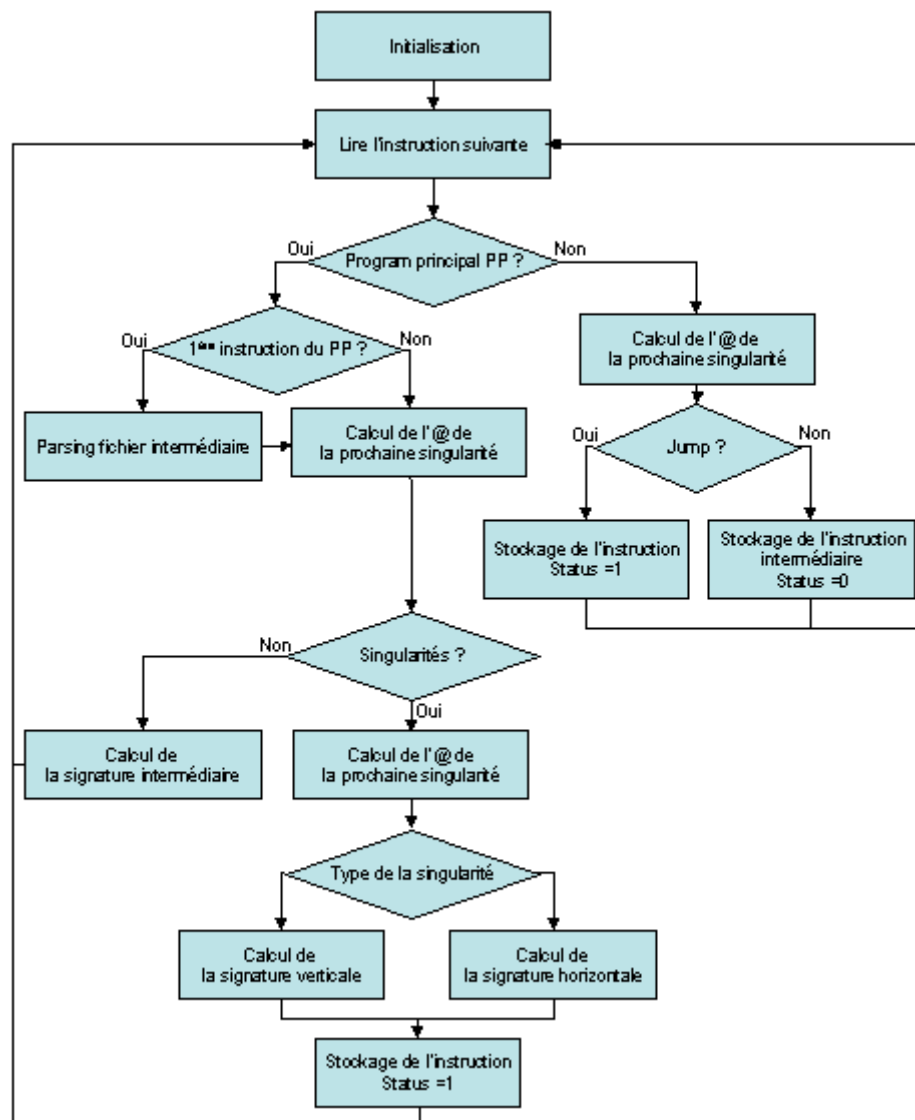 Initialisation
Lire l'instruction suivante
Oui
Non
Program principal PP ?
Oui
1ère instruction du PP ?
Non
Calcul de l'@ de
la prochaine singularité
Parsing fichier intermédiaire
Calcul de l'@ de
la prochaine singularité
Oui
Jump ?
Non
Stockage de l'instruction
Status =1
Stockage de l'instruction
intermédiaire
Status =0
Non
Singularités ?
Oui
Calcul de
la signature intermédiaire
Calcul de l'@ de
la prochaine singularité
Type de la singularité
Calcul de
la signature verticale
Calcul de
la signature horizontale
Stockage de l'instruction
Status =1